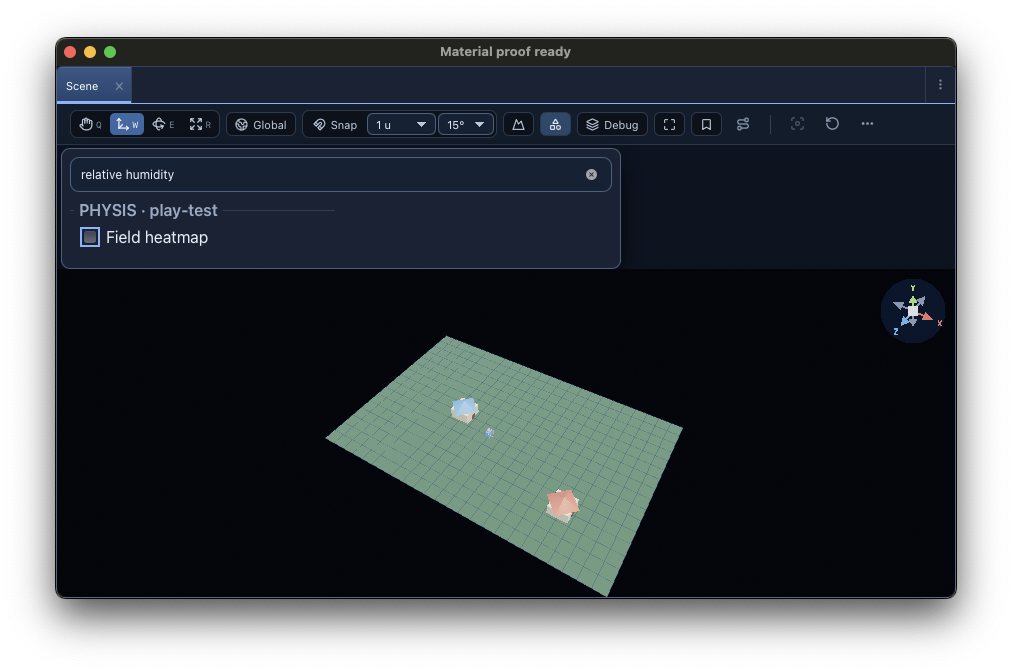 Material proof ready
Scene
Q W E R Global Snap 1 u 15° Debug
relative humidity
PHYSIS · play-test
Field heatmap
Y
X
Z